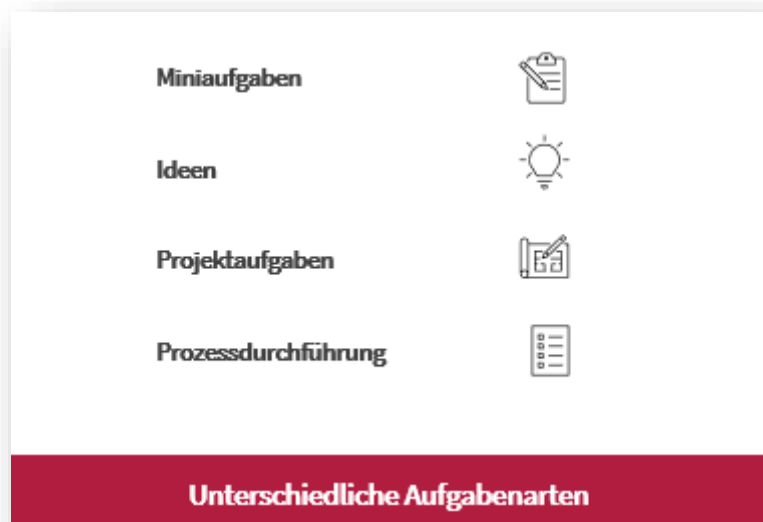 Miniaufgaben
Ideen
Projektaufgaben
Prozessdurchführung
Unterschiedliche Aufgabenarten